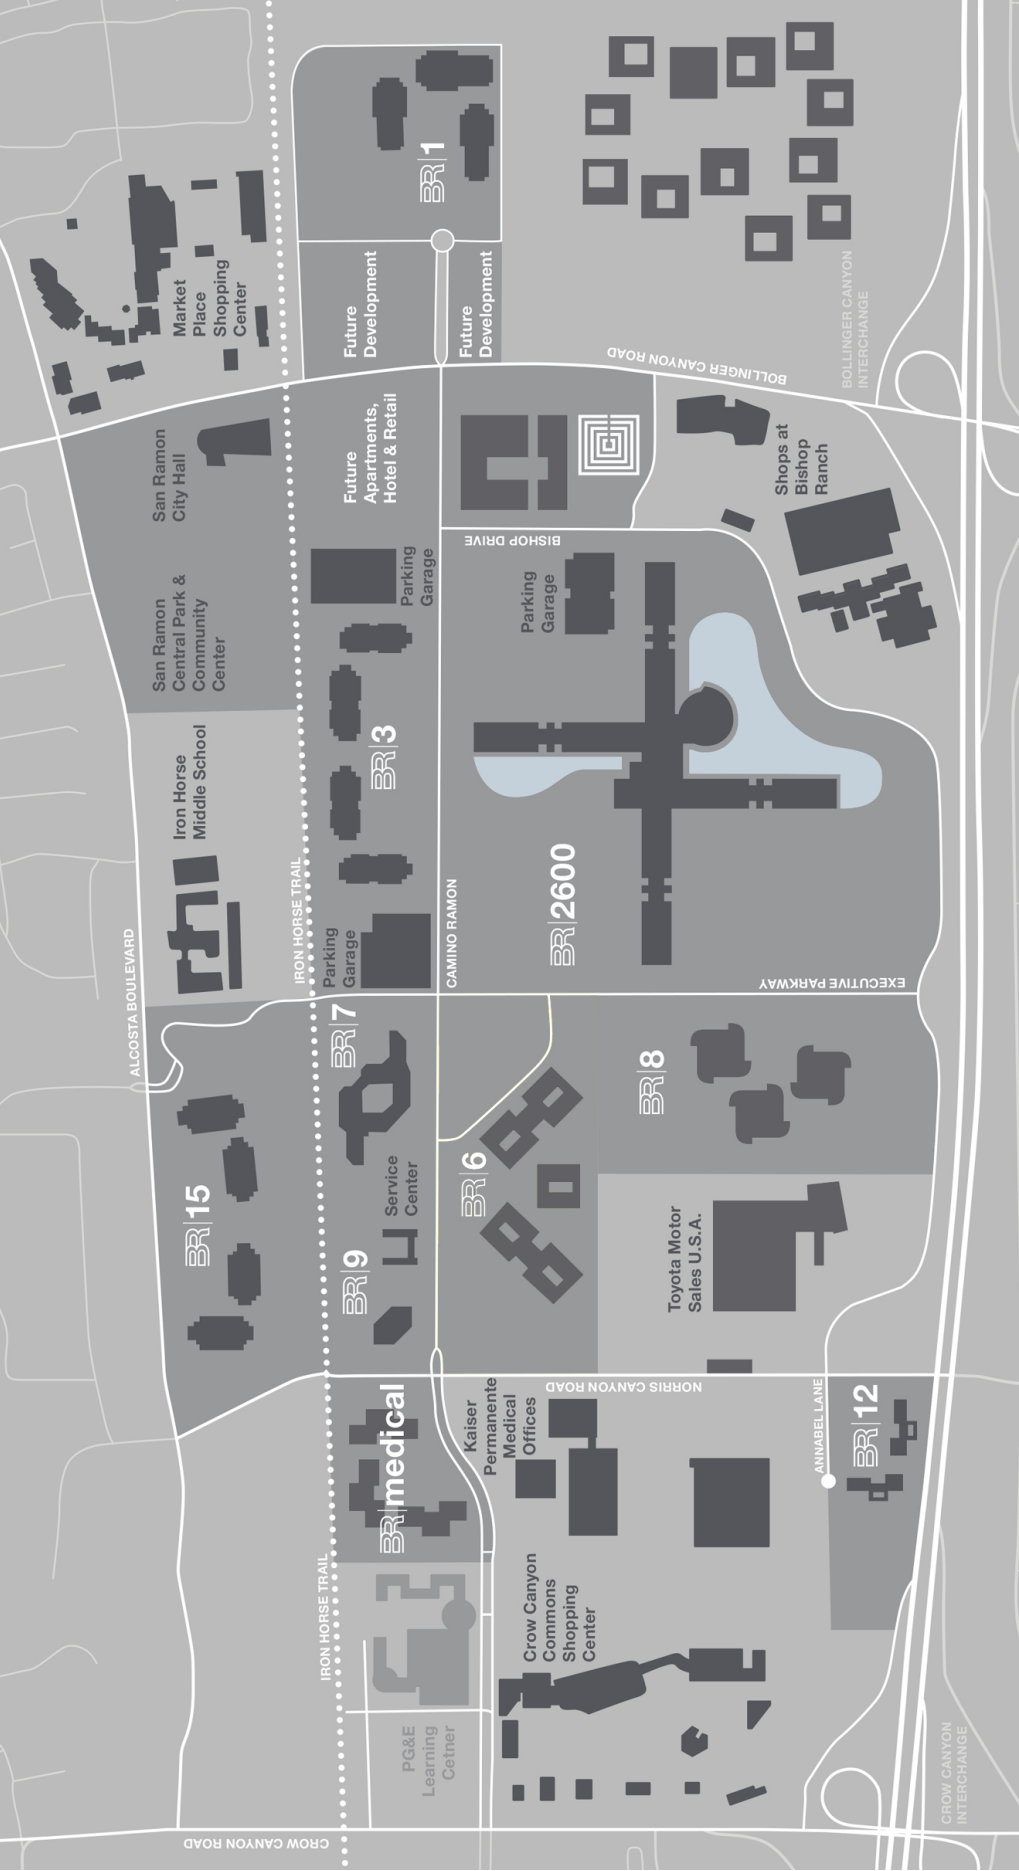 BR|1
Market
Place
Shopping
Center
Future
Development
Future
Development
BOLLINGER CANYON ROAD
BOLLINGER CANYON
INTERCHANGE
San Ramon
City Hall
Future
Apartments,
Hotel & Retail
Shops at
Bishop
Ranch
BISHOP DRIVE
Parking
Garage
Parking
Garage
San Ramon
Central Park &
Community
Center
Iron Horse
Middle School
BR|3
BR|2600
IRON HORSE TRAIL
CAMINO RAMON
Parking
Garage
ALCOSTA BOULEVARD
EXECUTIVE PARKWAY
BR|7
BR|8
BR|15
Service
Center
BR|6
BR|9
Toyota Motor
Sales U.S.A.
NORRIS CANYON ROAD
ANNABEL LANE
BR|12
BR|medical
Kaiser
Permanente
Medical
Offices
IRON HORSE TRAIL
Crow Canyon
Commons
Shopping
Center
PG&E
Learning
Cetner
CROW CANYON
INTERCHANGE
CROW CANYON ROAD